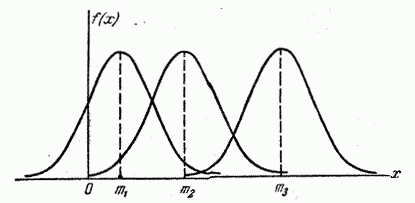 f(x)
0 m₁ m₂ m₃ x